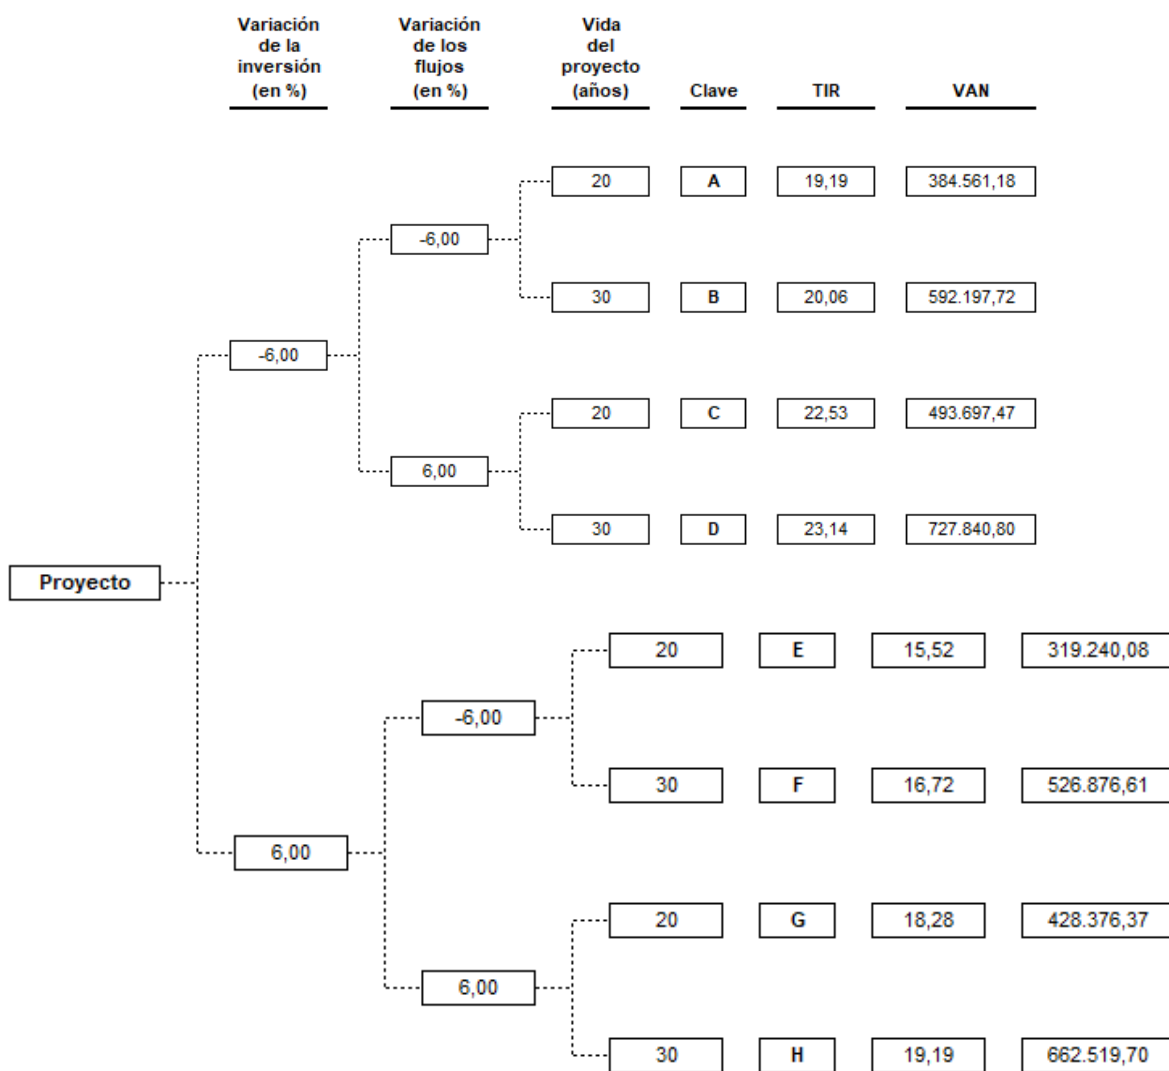 Variación de la inversión (en %)
Variación de los flujos (en %)
Vida del proyecto (años)
Clave
TIR
VAN
20 A 19,19 384.561,18
-6,00
30 B 20,06 592.197,72
-6,00
20 C 22,53 493.697,47
6,00
30 D 23,14 727.840,80
Proyecto
20 E 15,52 319.240,08
-6,00
30 F 16,72 526.876,61
6,00
20 G 18,28 428.376,37
6,00
30 H 19,19 662.519,70